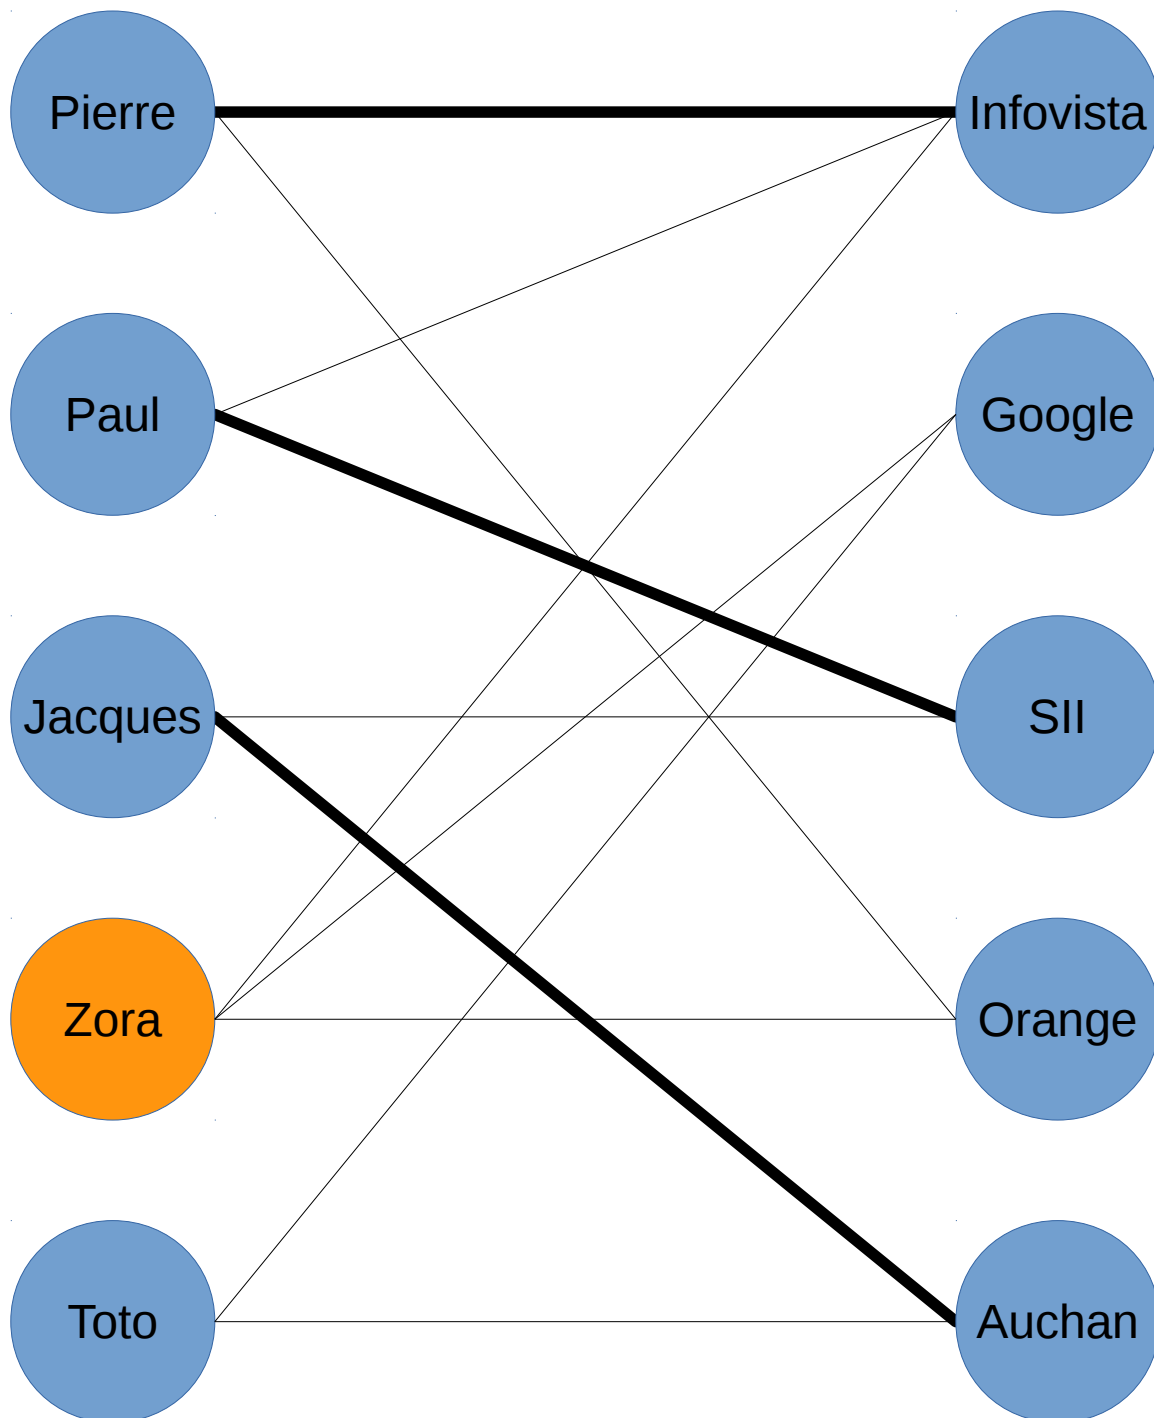 Pierre
Infovista
Paul
Google
Jacques
SII
Zora
Orange
Toto
Auchan